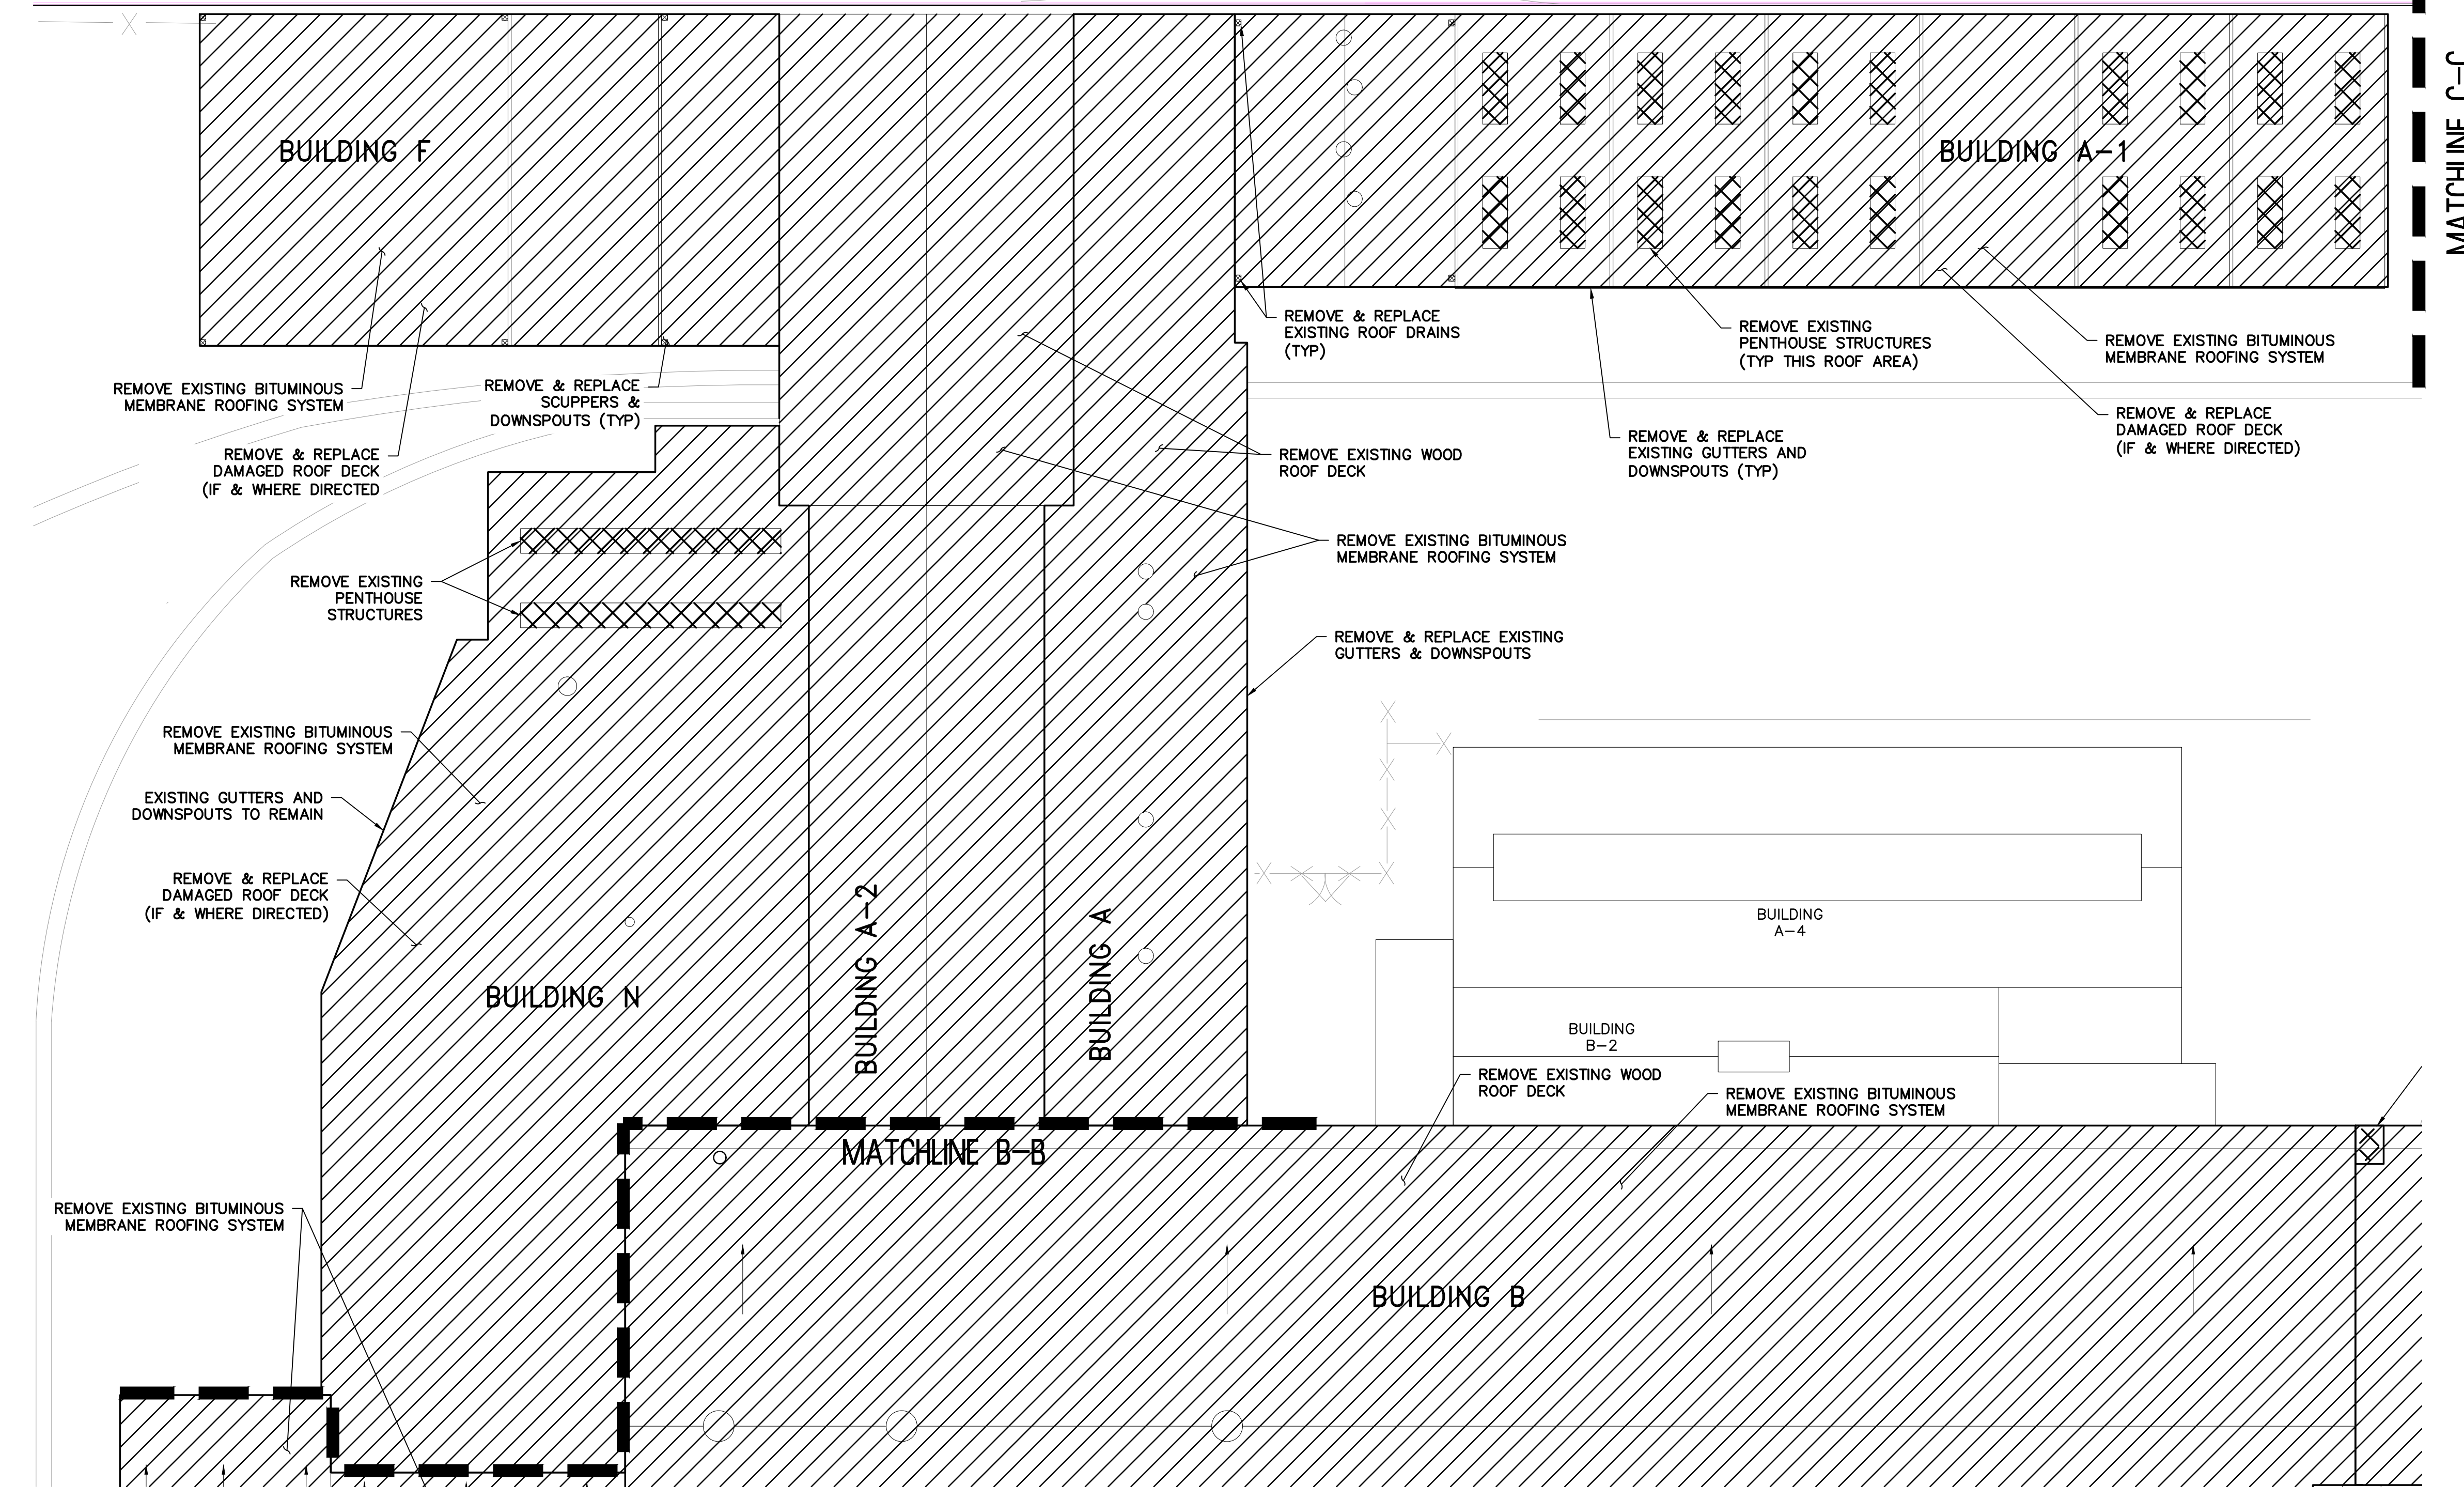 BUILDING F
BUILDING A-1
MATCHLINE C-C
REMOVE & REPLACE
EXISTING ROOF DRAINS
(TYP)
REMOVE EXISTING
PENTHOUSE STRUCTURES
(TYP THIS ROOF AREA)
REMOVE EXISTING BITUMINOUS
MEMBRANE ROOFING SYSTEM
REMOVE EXISTING BITUMINOUS
MEMBRANE ROOFING SYSTEM
REMOVE & REPLACE
SCUPPERS &
DOWNSPOUTS (TYP)
REMOVE & REPLACE
DAMAGED ROOF DECK
(IF & WHERE DIRECTED
REMOVE EXISTING WOOD
ROOF DECK
REMOVE & REPLACE
EXISTING GUTTERS AND
DOWNSPOUTS (TYP)
REMOVE & REPLACE
DAMAGED ROOF DECK
(IF & WHERE DIRECTED)
REMOVE EXISTING BITUMINOUS
MEMBRANE ROOFING SYSTEM
REMOVE EXISTING
PENTHOUSE
STRUCTURES
REMOVE & REPLACE EXISTING
GUTTERS & DOWNSPOUTS
REMOVE EXISTING BITUMINOUS
MEMBRANE ROOFING SYSTEM
EXISTING GUTTERS AND
DOWNSPOUTS TO REMAIN
REMOVE & REPLACE
DAMAGED ROOF DECK
(IF & WHERE DIRECTED)
BUILDING N
BUILDING A-2
BUILDING A
BUILDING
A-4
BUILDING
B-2
REMOVE EXISTING WOOD
ROOF DECK
REMOVE EXISTING BITUMINOUS
MEMBRANE ROOFING SYSTEM
MATCHLINE B-B
REMOVE EXISTING BITUMINOUS
MEMBRANE ROOFING SYSTEM
BUILDING B